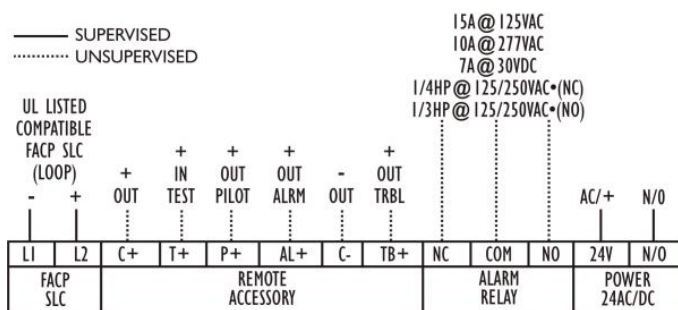 SUPERVISED
UNSUPERVISED
15A@125VAC
10A@277VAC
7A@30VDC
1/4HP@125/250VAC•(NC)
1/3HP@125/250VAC•(NO)
UL LISTED
COMPATIBLE
FACP SLC
(LOOP)
- +
+ OUT
+ IN TEST
+ OUT PILOT
+ OUT ALRM
- OUT
+ OUT TRBL
AC/+ N/0
L1 L2 C+ T+ P+ AL+ C- TB+ NC COM NO 24V N/O
FACP SLC
REMOTE ACCESSORY
ALARM RELAY
POWER 24AC/DC